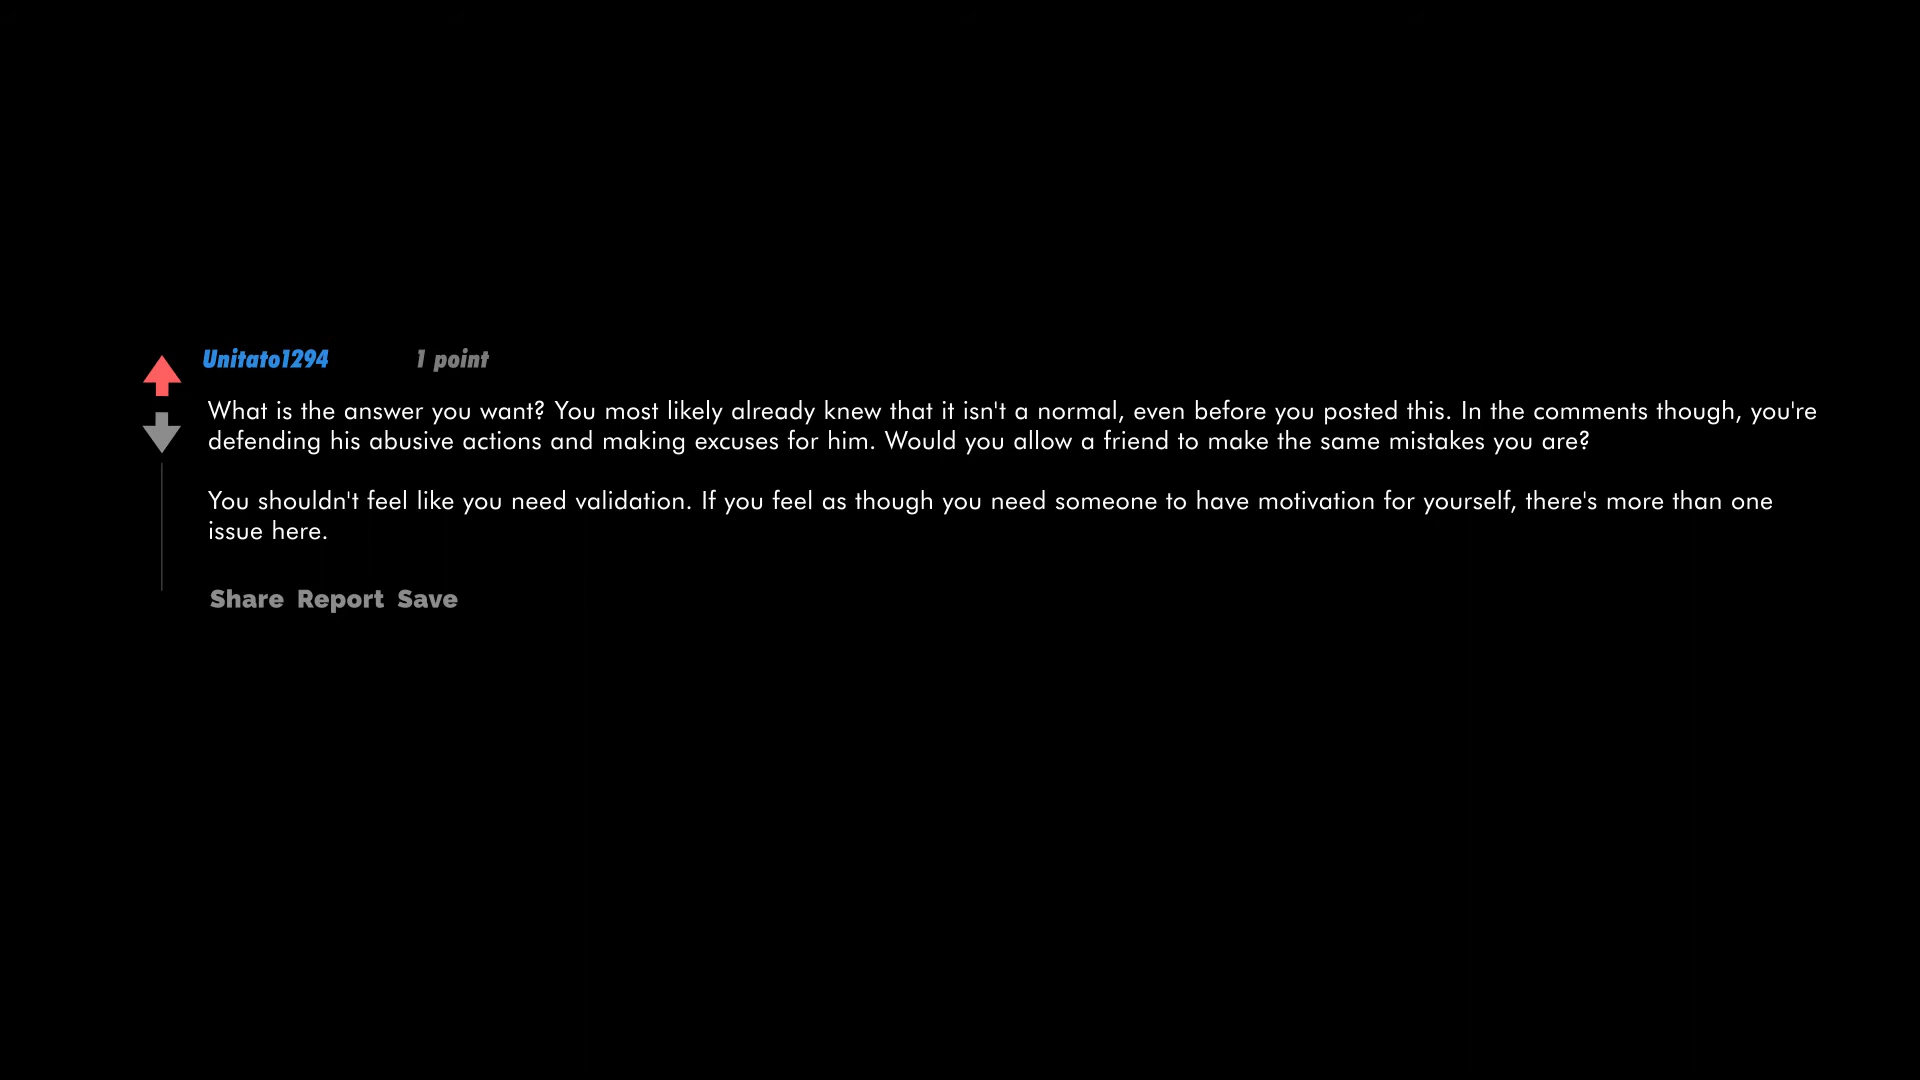 Unitato1294 1 point
What is the answer you want? You most likely already knew that it isn't a normal, even before you posted this. In the comments though, you're
defending his abusive actions and making excuses for him. Would you allow a friend to make the same mistakes you are?
You shouldn't feel like you need validation. If you feel as though you need someone to have motivation for yourself, there's more than one
issue here.
Share Report Save